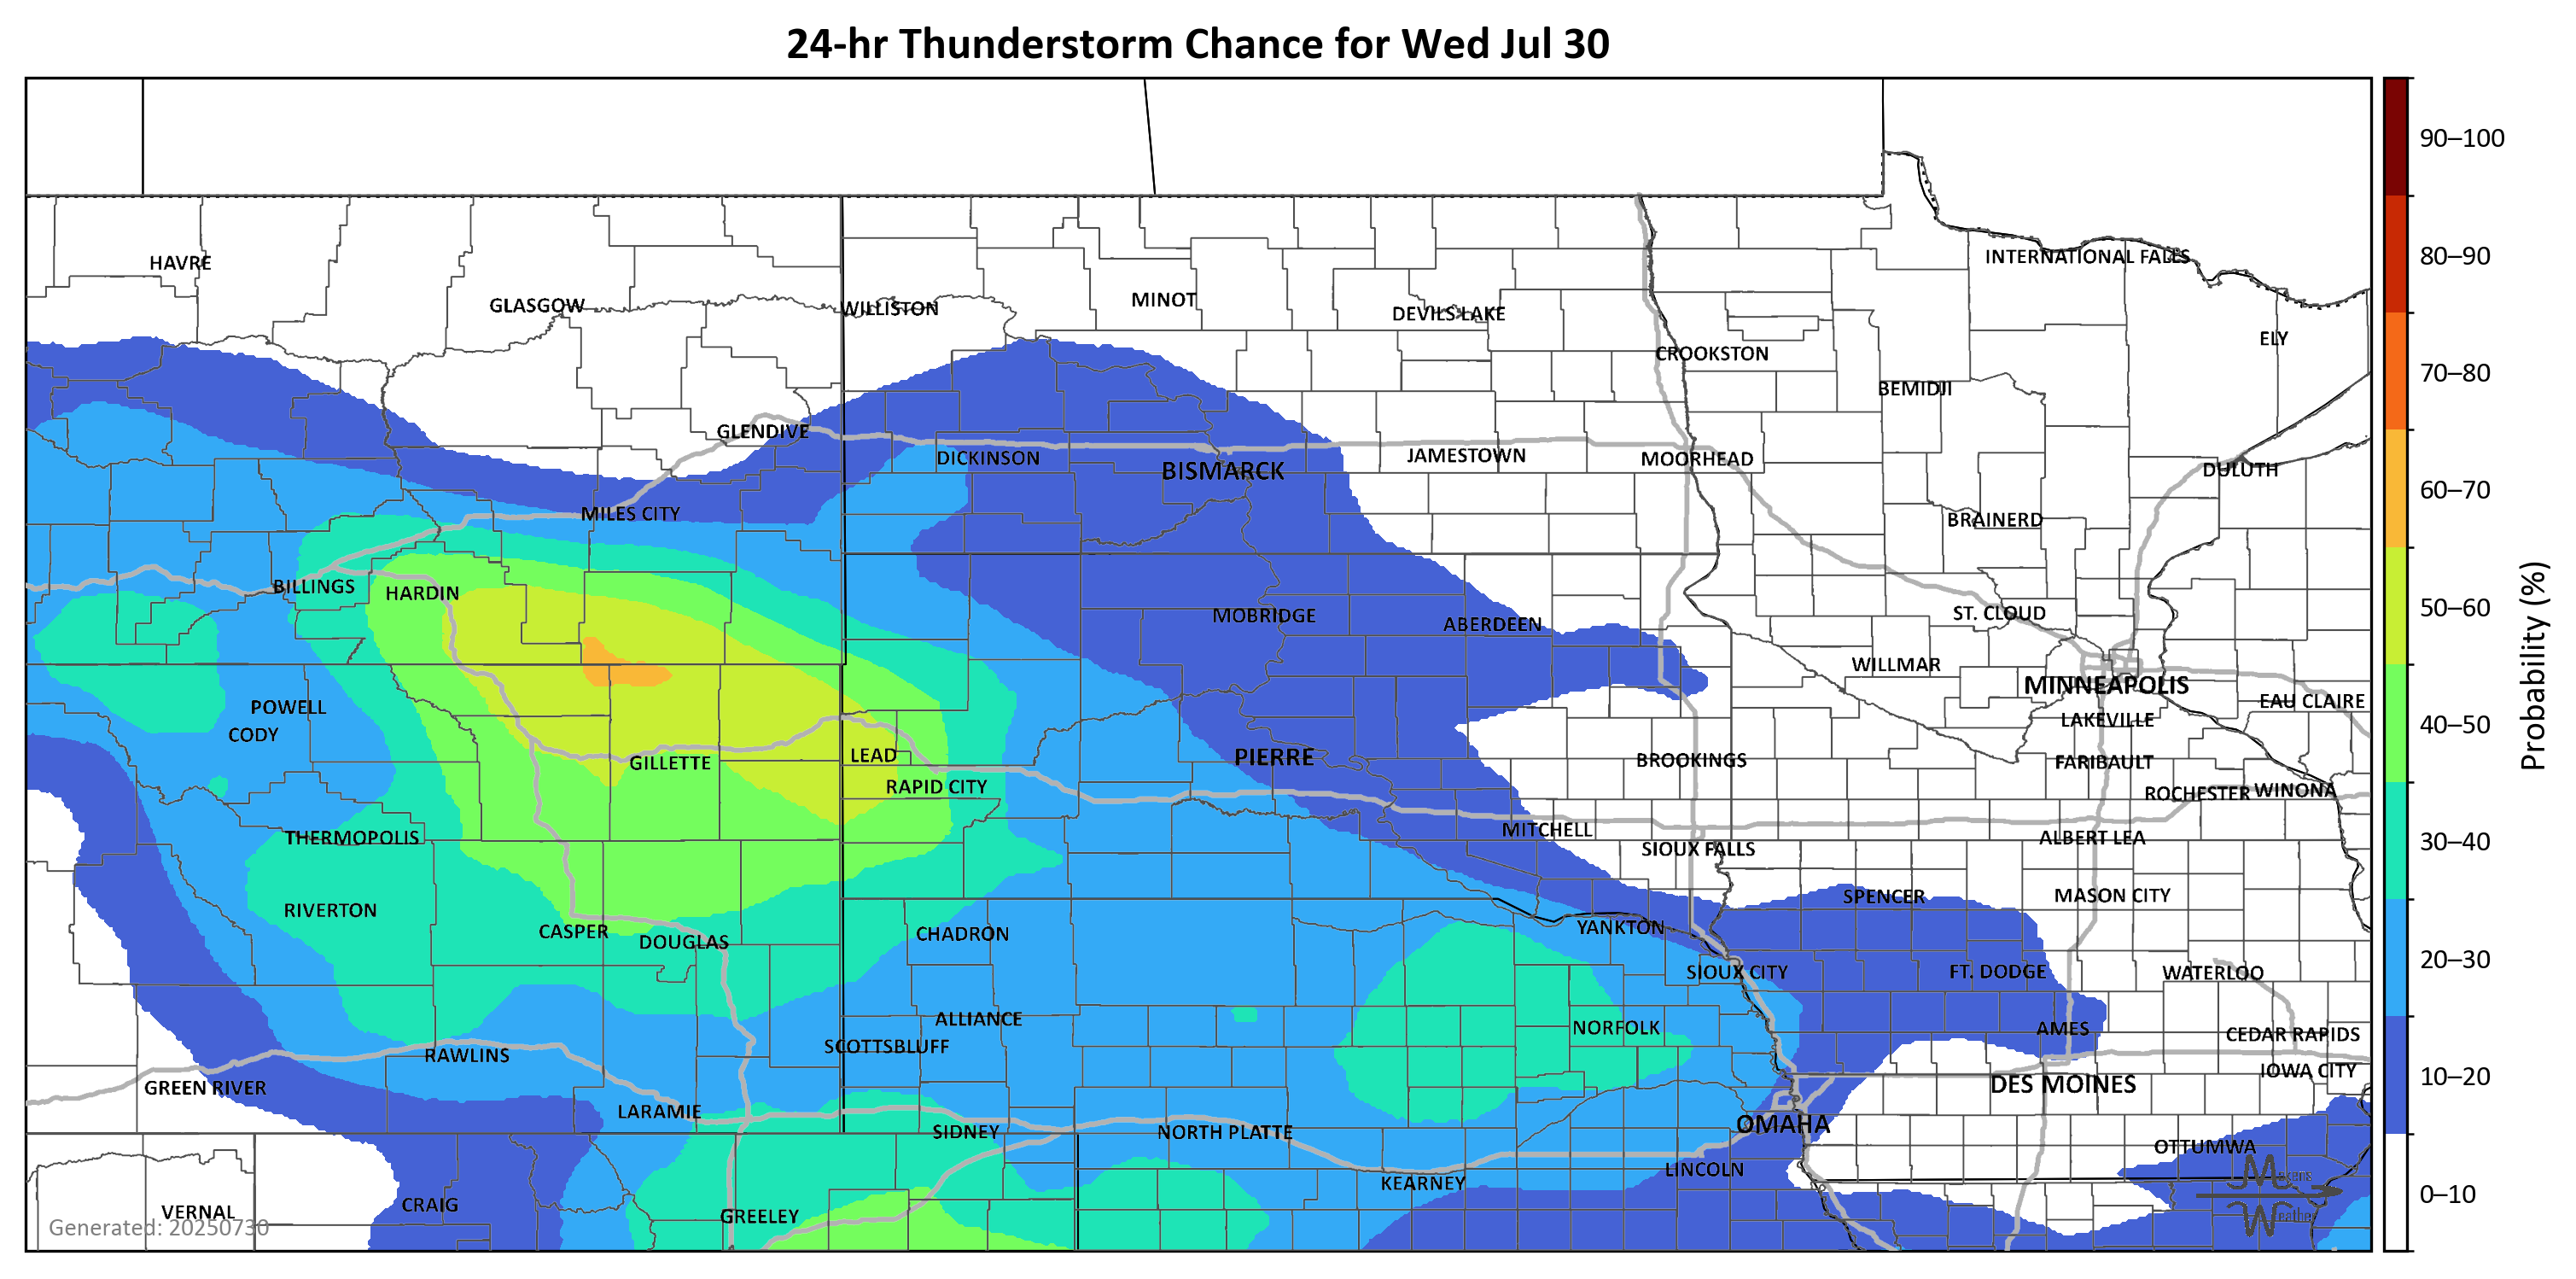 24-hr Thunderstorm Chance for Wed Jul 30
90–100
80–90
70–80
60–70
50–60
40–50
30–40
20–30
10–20
0–10
Probability (%)
HAVRE
INTERNATIONAL FALLS
GLASGOW
WILLISTON
MINOT
DEVILS LAKE
ELY
CROOKSTON
BEMIDJI
GLENDIVE
DICKINSON
BISMARCK
JAMESTOWN
MOORHEAD
DULUTH
MILES CITY
BRAINERD
BILLINGS
HARDIN
MOBRIDGE
ABERDEEN
ST. CLOUD
WILLMAR
MINNEAPOLIS
EAU CLAIRE
POWELL
CODY
LAKEVILLE
GILLETTE
LEAD
PIERRE
BROOKINGS
FARIBAULT
RAPID CITY
ROCHESTER
WINONA
THERMOPOLIS
MITCHELL
SIOUX FALLS
ALBERT LEA
RIVERTON
SPENCER
MASON CITY
CASPER
DOUGLAS
CHADRON
YANKTON
SIOUX CITY
FT. DODGE
WATERLOO
ALLIANCE
NORFOLK
AMES
CEDAR RAPIDS
SCOTTSBLUFF
RAWLINS
IOWA CITY
GREEN RIVER
DES MOINES
LARAMIE
SIDNEY
NORTH PLATTE
OMAHA
OTTUMWA
LINCOLN
KEARNEY
VERNAL
CRAIG
GREELEY
Generated: 20250730
Makens
Weather